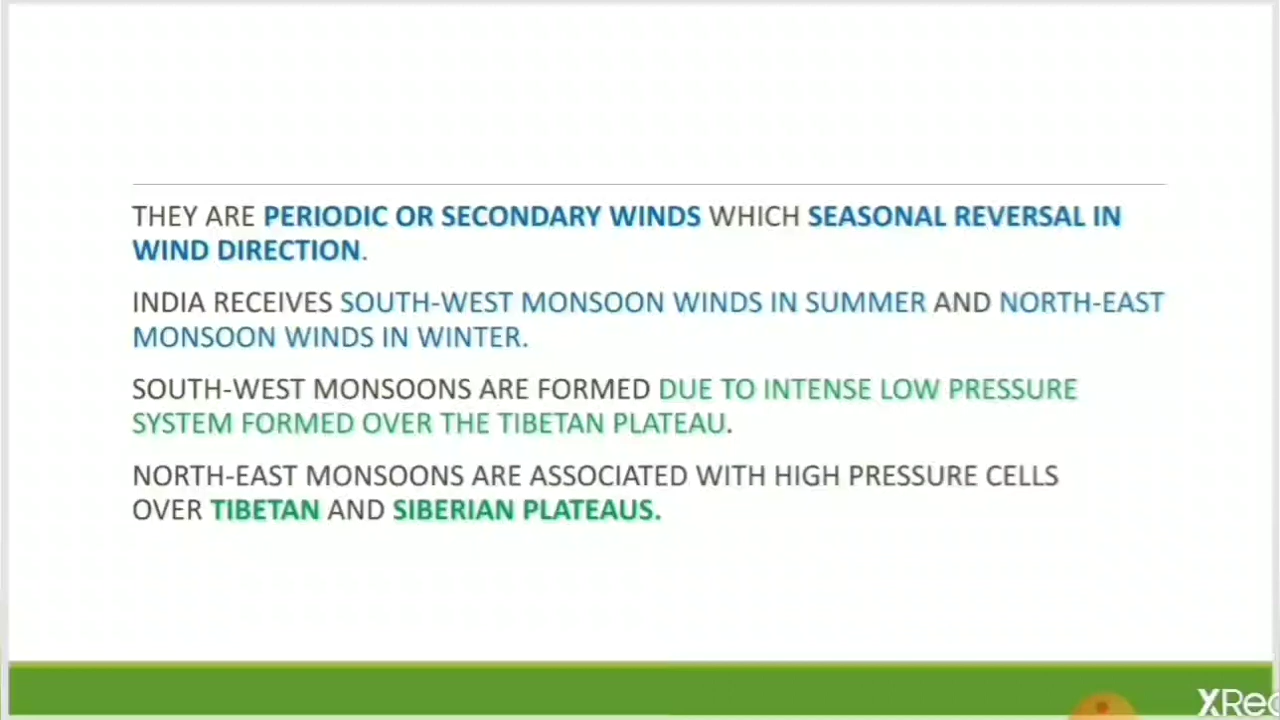 THEY ARE PERIODIC OR SECONDARY WINDS WHICH SEASONAL REVERSAL IN
WIND DIRECTION.
INDIA RECEIVES SOUTH-WEST MONSOON WINDS IN SUMMER AND NORTH-EAST
MONSOON WINDS IN WINTER.
SOUTH-WEST MONSOONS ARE FORMED DUE TO INTENSE LOW PRESSURE
SYSTEM FORMED OVER THE TIBETAN PLATEAU.
NORTH-EAST MONSOONS ARE ASSOCIATED WITH HIGH PRESSURE CELLS
OVER TIBETAN AND SIBERIAN PLATEAUS.
XRec